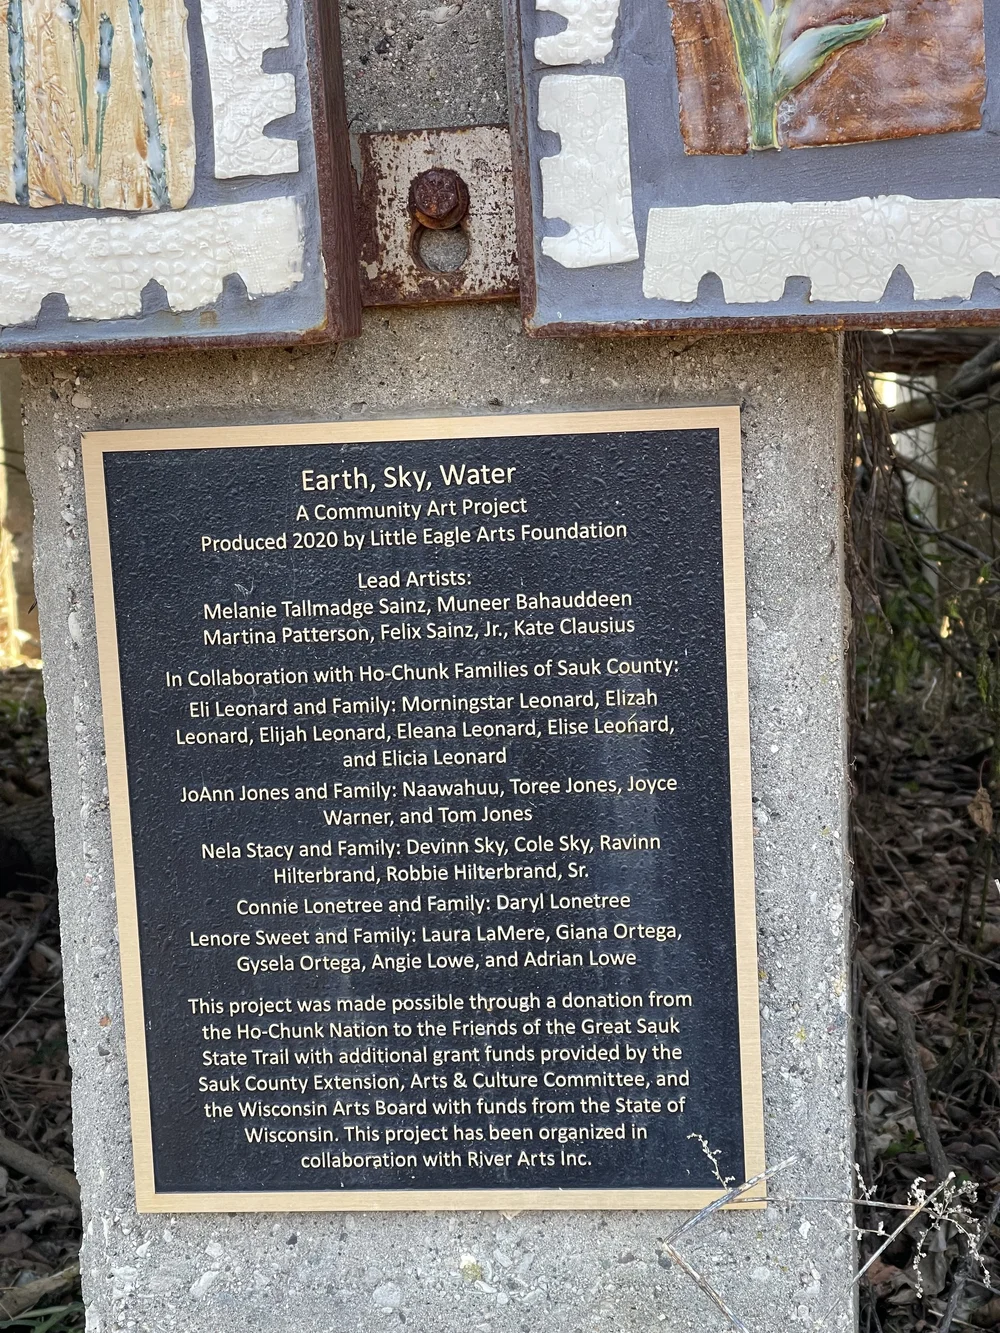 Earth, Sky, Water
A Community Art Project
Produced 2020 by Little Eagle Arts Foundation
Lead Artists:
Melanie Tallmadge Sainz, Muneer Bahauddeen
Martina Patterson, Felix Sainz, Jr., Kate Clausius
In Collaboration with Ho-Chunk Families of Sauk County:
Eli Leonard and Family: Morningstar Leonard, Elizah
Leonard, Elijah Leonard, Eleana Leonard, Elise Leonard,
and Elicia Leonard
JoAnn Jones and Family: Naawahuu, Toree Jones, Joyce
Warner, and Tom Jones
Nela Stacy and Family: Devinn Sky, Cole Sky, Ravinn
Hilterbrand, Robbie Hilterbrand, Sr.
Connie Lonetree and Family: Daryl Lonetree
Lenore Sweet and Family: Laura LaMere, Giana Ortega,
Gysela Ortega, Angie Lowe, and Adrian Lowe
This project was made possible through a donation from
the Ho-Chunk Nation to the Friends of the Great Sauk
State Trail with additional grant funds provided by the
Sauk County Extension, Arts & Culture Committee, and
the Wisconsin Arts Board with funds from the State of
Wisconsin. This project has been organized in
collaboration with River Arts Inc.